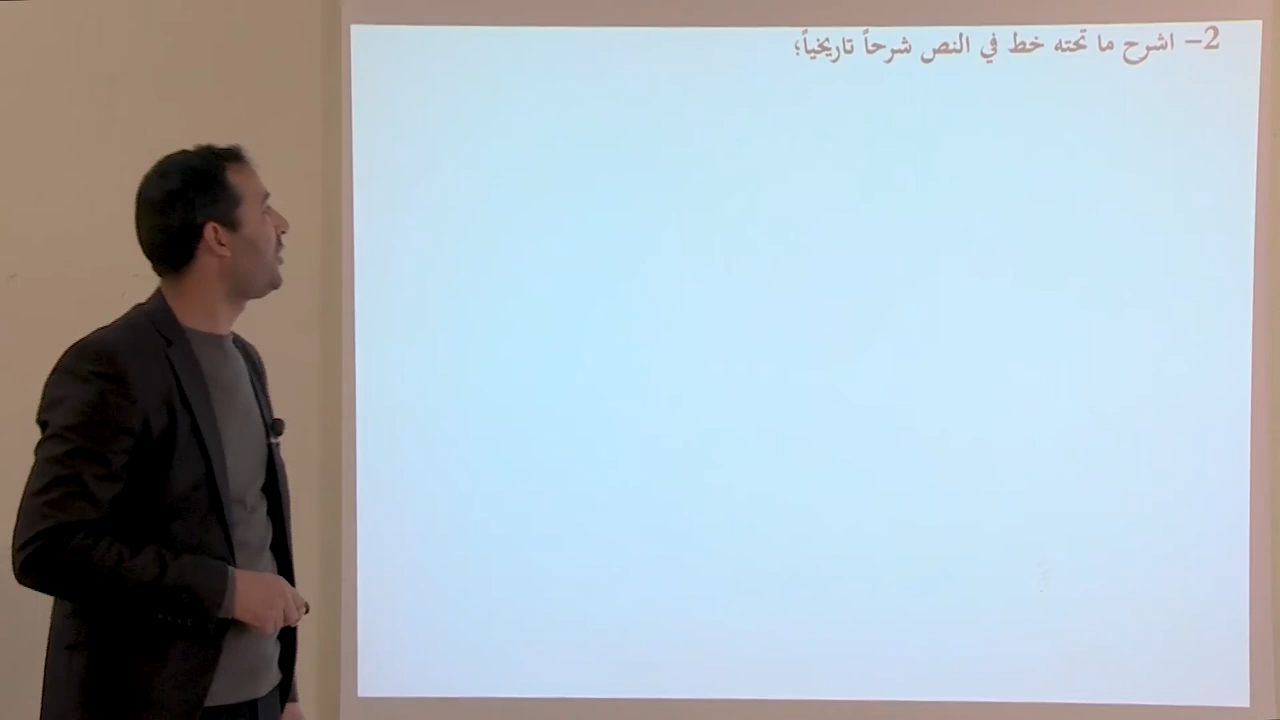 2– اشرح ما تحته خط في النص شرحاً تاريخياً؛